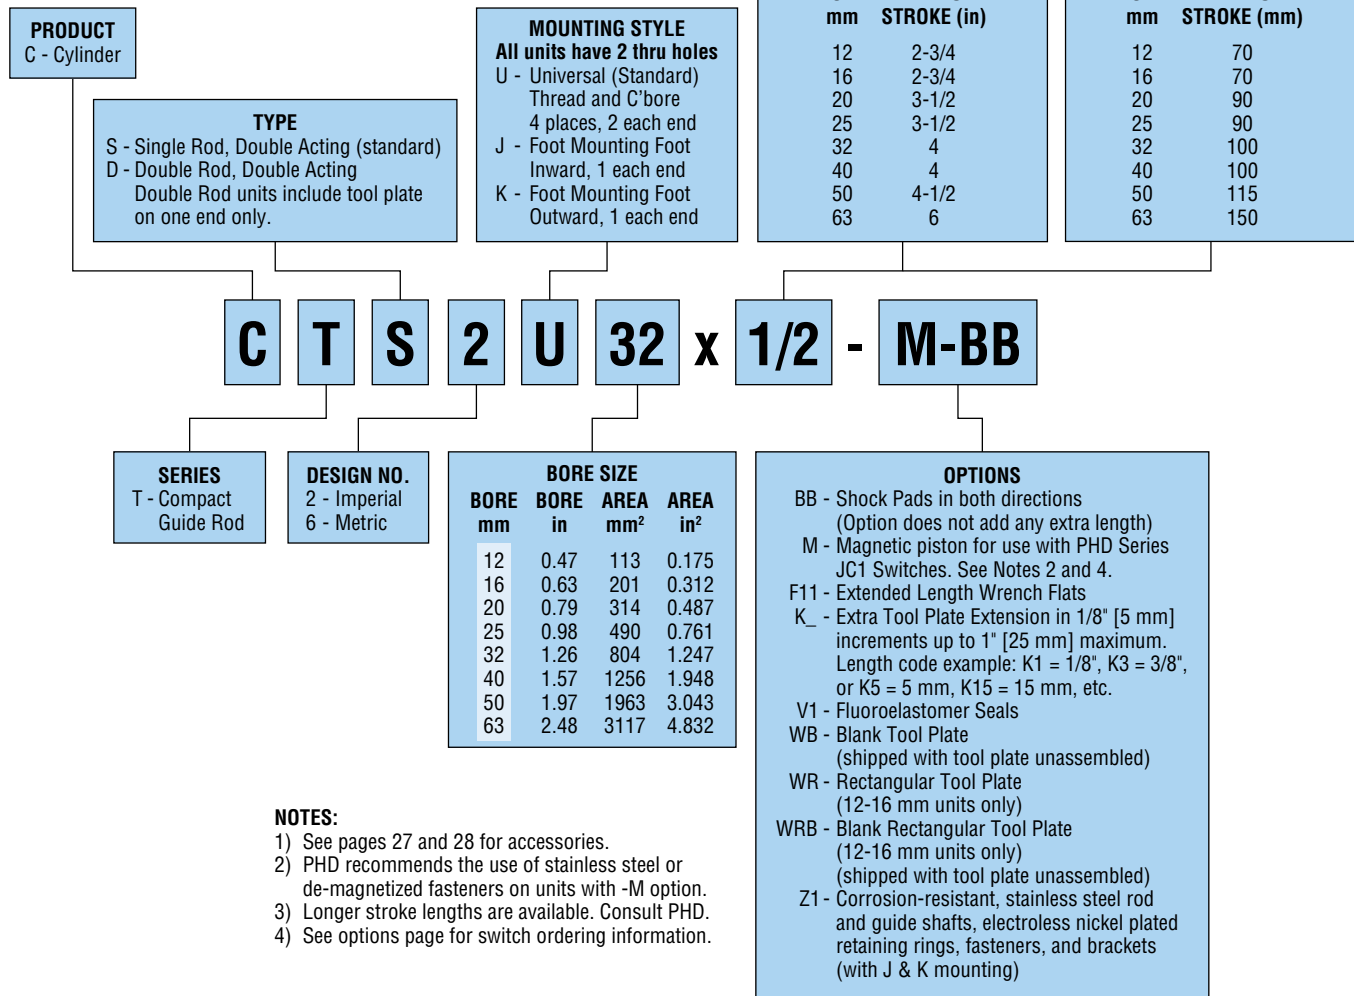 PRODUCT
C - Cylinder
TYPE
S - Single Rod, Double Acting (standard)
D - Double Rod, Double Acting
Double Rod units include tool plate
on one end only.
MOUNTING STYLE
All units have 2 thru holes
U - Universal (Standard)
Thread and C'bore
4 places, 2 each end
J - Foot Mounting Foot
Inward, 1 each end
K - Foot Mounting Foot
Outward, 1 each end
mm STROKE (in)
12 2-3/4
16 2-3/4
20 3-1/2
25 3-1/2
32 4
40 4
50 4-1/2
63 6
mm STROKE (mm)
12 70
16 70
20 90
25 90
32 100
40 100
50 115
63 150
C T S 2 U 32 x 1/2 - M-BB
SERIES
T - Compact
Guide Rod
DESIGN NO.
2 - Imperial
6 - Metric
BORE SIZE
BORE BORE AREA AREA
mm in mm² in²
12 0.47 113 0.175
16 0.63 201 0.312
20 0.79 314 0.487
25 0.98 490 0.761
32 1.26 804 1.247
40 1.57 1256 1.948
50 1.97 1963 3.043
63 2.48 3117 4.832
OPTIONS
BB - Shock Pads in both directions
(Option does not add any extra length)
M - Magnetic piston for use with PHD Series
JC1 Switches. See Notes 2 and 4.
F11 - Extended Length Wrench Flats
K_ - Extra Tool Plate Extension in 1/8" [5 mm]
increments up to 1" [25 mm] maximum.
Length code example: K1 = 1/8", K3 = 3/8",
or K5 = 5 mm, K15 = 15 mm, etc.
V1 - Fluoroelastomer Seals
WB - Blank Tool Plate
(shipped with tool plate unassembled)
WR - Rectangular Tool Plate
(12-16 mm units only)
WRB - Blank Rectangular Tool Plate
(12-16 mm units only)
(shipped with tool plate unassembled)
Z1 - Corrosion-resistant, stainless steel rod
and guide shafts, electroless nickel plated
retaining rings, fasteners, and brackets
(with J & K mounting)
NOTES:
1) See pages 27 and 28 for accessories.
2) PHD recommends the use of stainless steel or
de-magnetized fasteners on units with -M option.
3) Longer stroke lengths are available. Consult PHD.
4) See options page for switch ordering information.